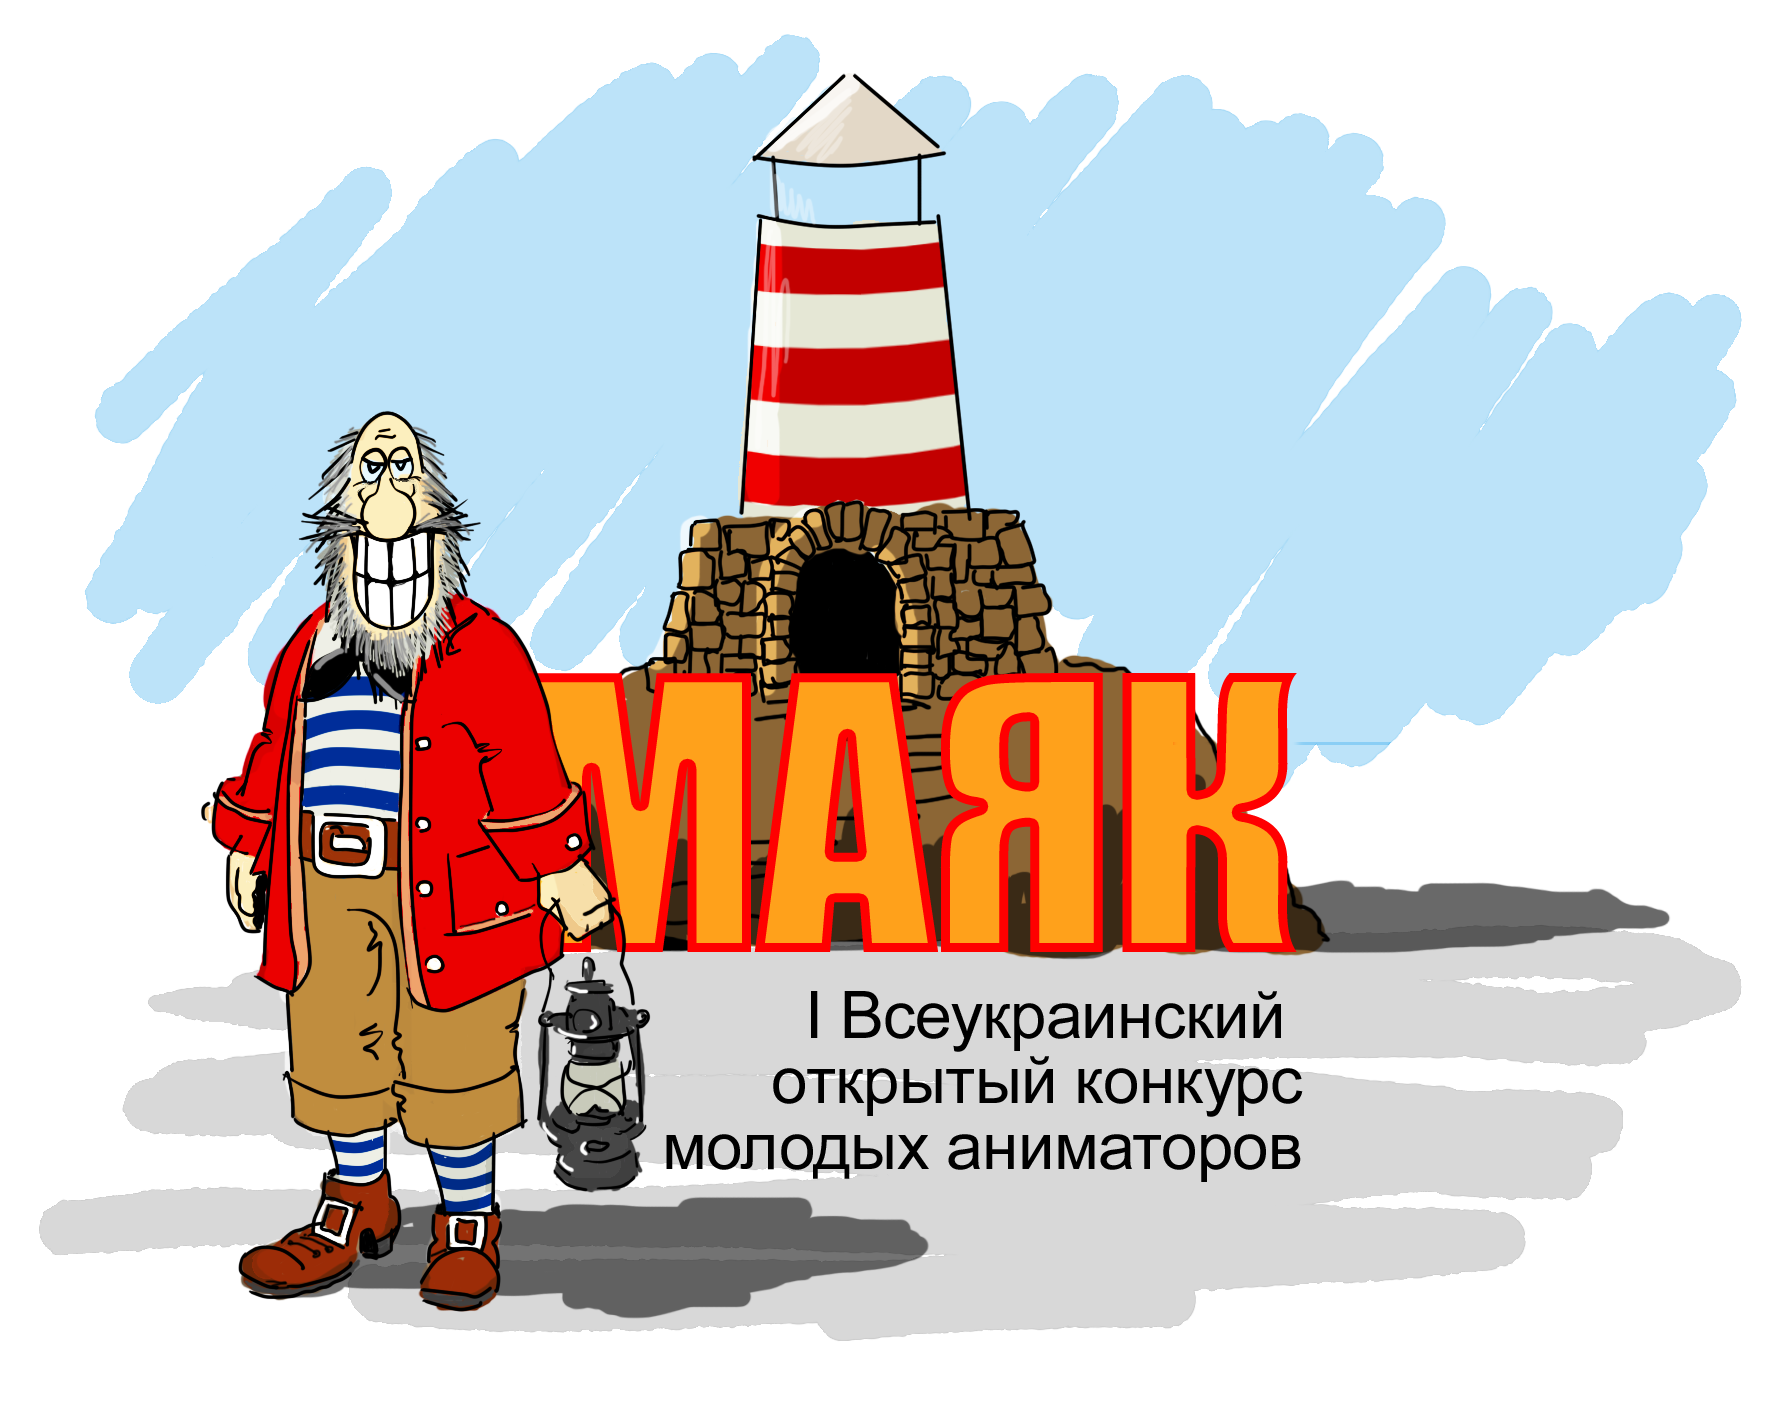 МАЯК
I Всеукраинский
открытый конкурс
молодых аниматоров